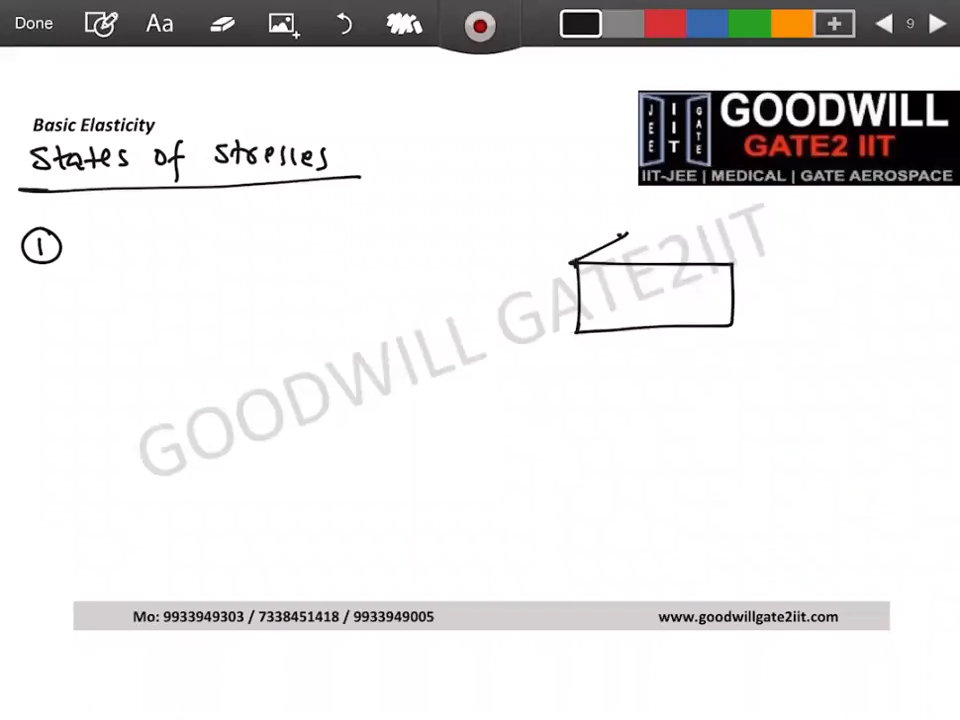 Done Aa 9
Basic Elasticity
States of Stresses
1
JEE IIT GATE
GOODWILL
GATE2 IIT
IIT-JEE | MEDICAL | GATE AEROSPACE
GOODWILL GATE2IIT
Mo: 9933949303 / 7338451418 / 9933949005 www.goodwillgate2iit.com